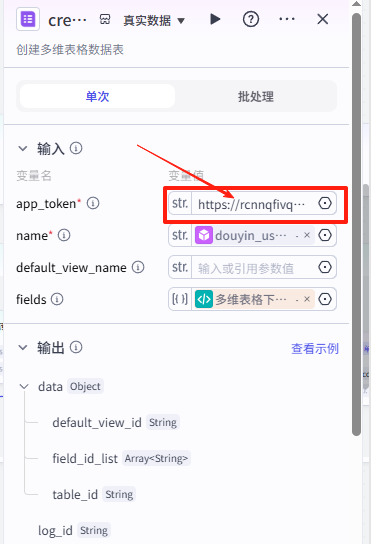 cre… 真实数据
创建多维表格数据表
单次 批处理
输入
变量名 变量值
app_token* str. https://rcnnqfivq···
name* str. douyin_us… - ×
default_view_name str. 输入或引用参数值
fields 多维表格下… - ×
输出 查看示例
data Object
default_view_id String
field_id_list Array<String>
table_id String
log_id String